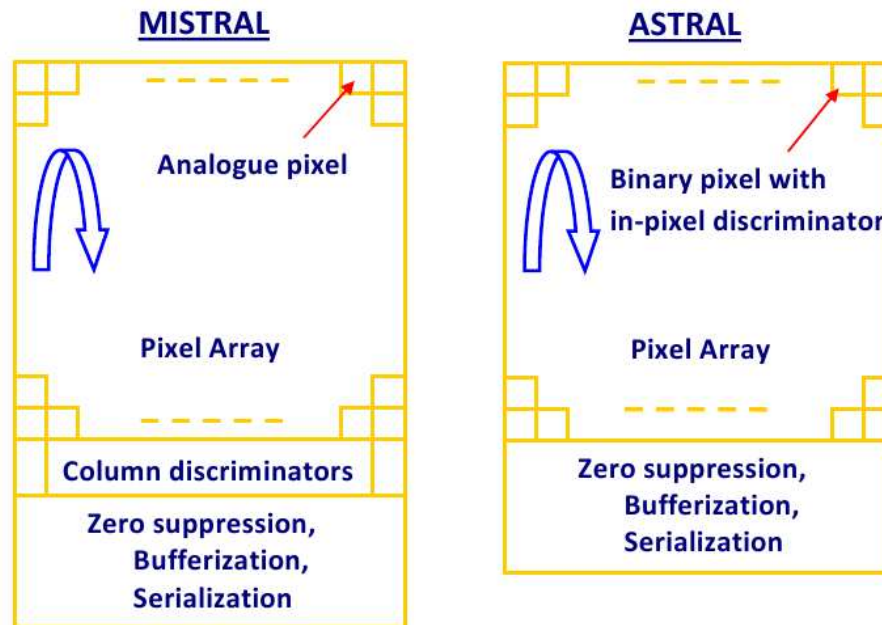 MISTRAL
Analogue pixel
Pixel Array
Column discriminators
Zero suppression,
Bufferization,
Serialization
ASTRAL
Binary pixel with
in-pixel discriminator
Pixel Array
Zero suppression,
Bufferization,
Serialization